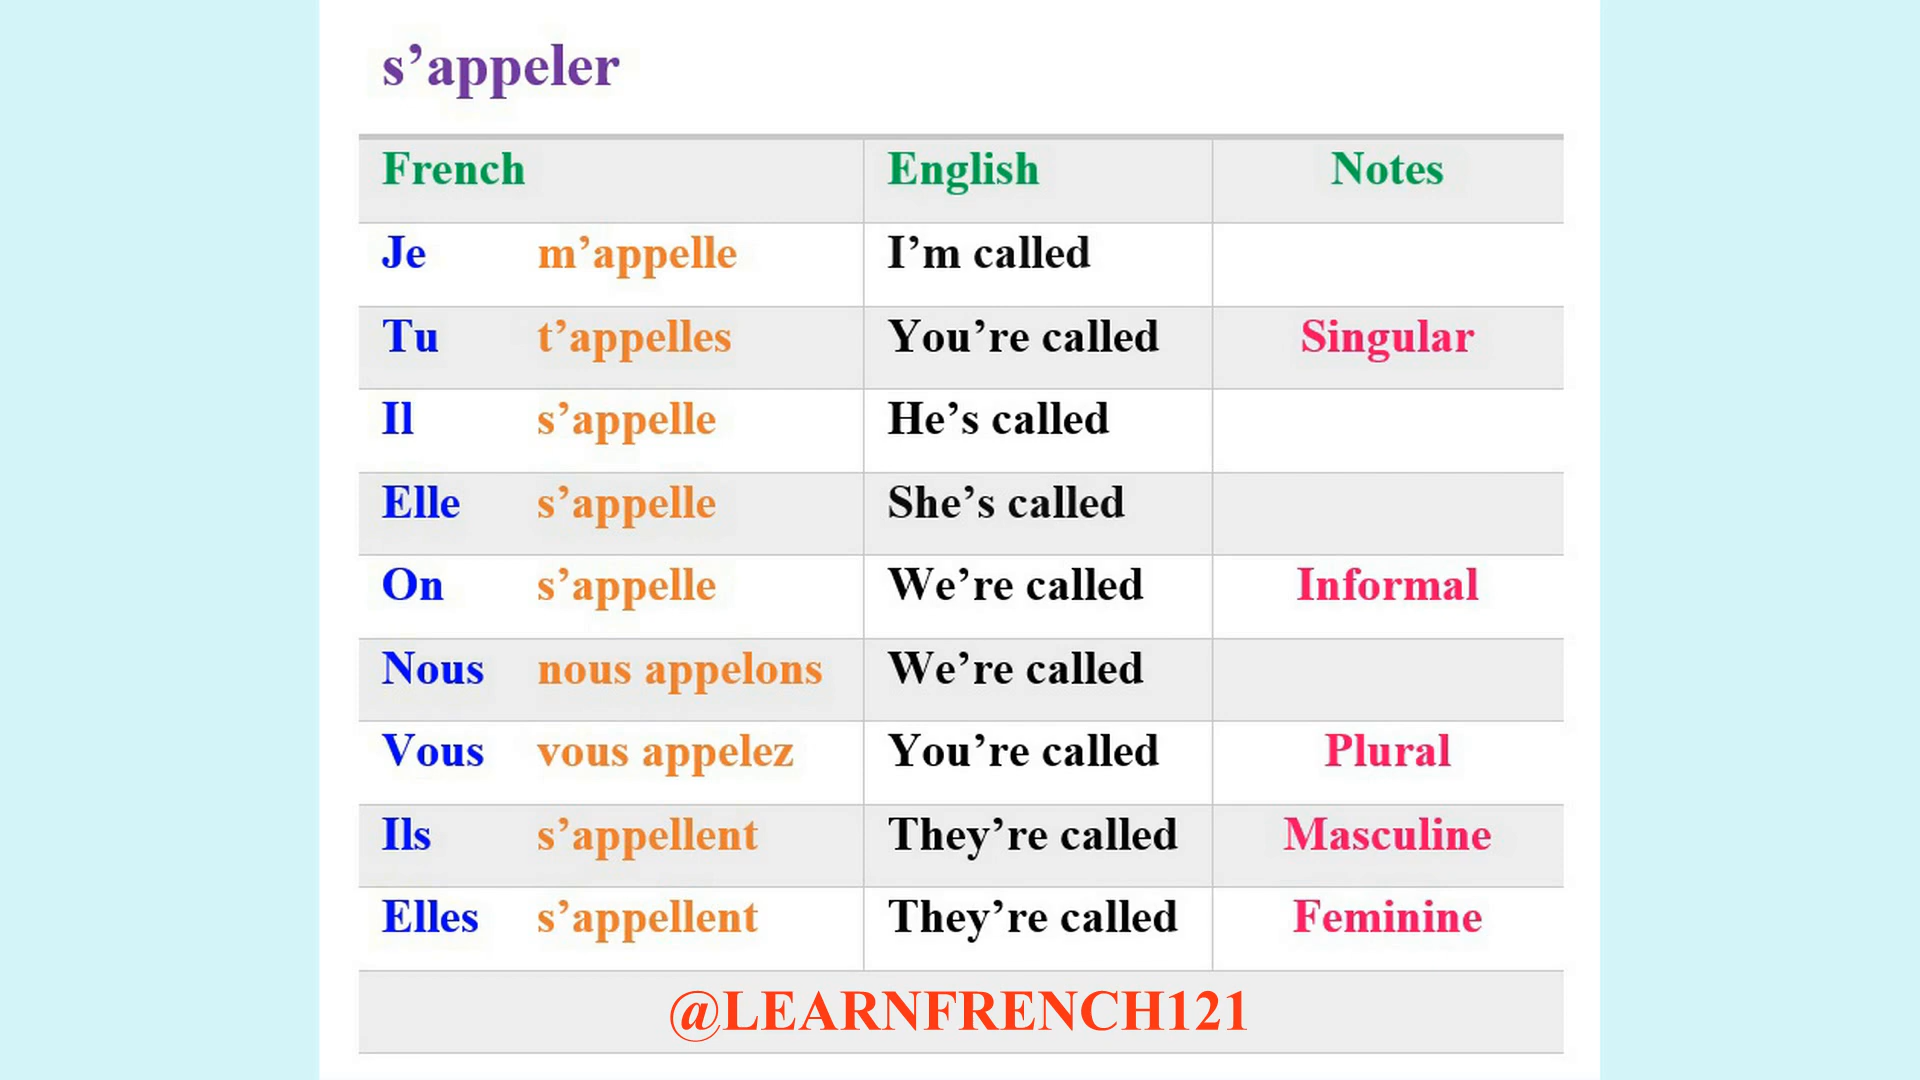 s’appeler
French English Notes
Je m’appelle I’m called
Tu t’appelles You’re called Singular
Il s’appelle He’s called
Elle s’appelle She’s called
On s’appelle We’re called Informal
Nous nous appelons We’re called
Vous vous appelez You’re called Plural
Ils s’appellent They’re called Masculine
Elles s’appellent They’re called Feminine
@LEARNFRENCH121